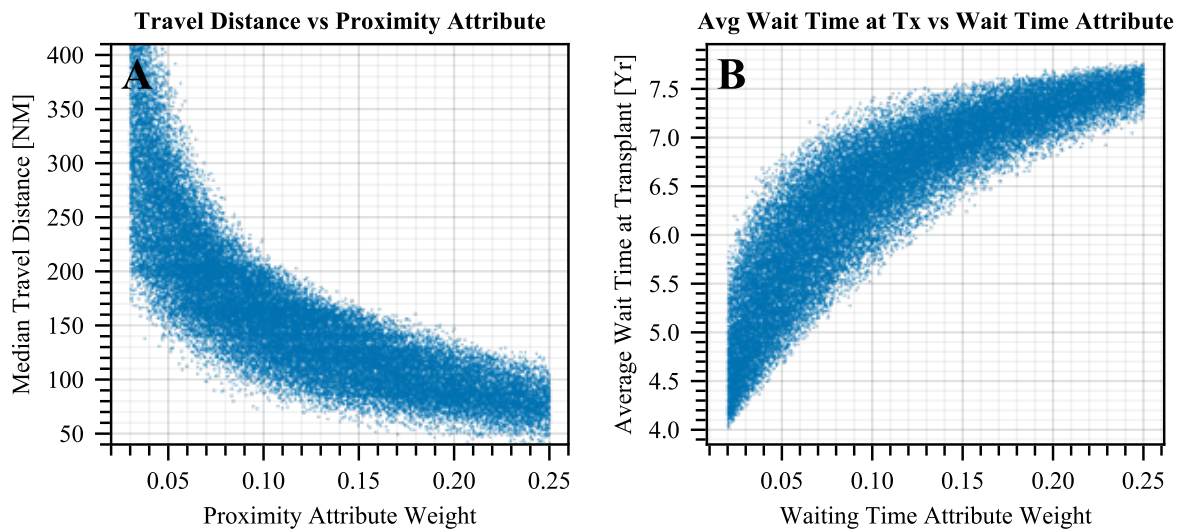 Travel Distance vs Proximity Attribute
A
Median Travel Distance [NM]
400
350
300
250
200
150
100
50
0.05 0.10 0.15 0.20 0.25
Proximity Attribute Weight
Avg Wait Time at Tx vs Wait Time Attribute
B
Average Wait Time at Transplant [Yr]
7.5
7.0
6.5
6.0
5.5
5.0
4.5
4.0
0.05 0.10 0.15 0.20 0.25
Waiting Time Attribute Weight